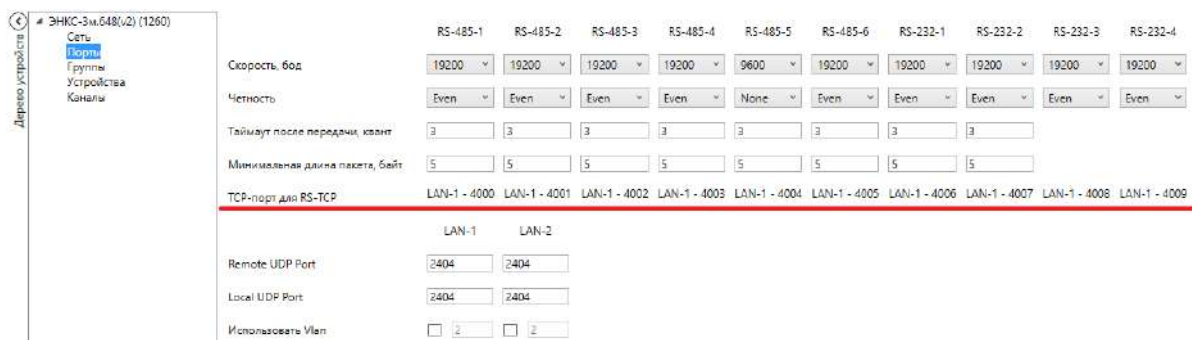 Дерево устройств
ЭНКС-3м.648(v2) (1260)
Сеть
Порты
Группы
Устройства
Каналы
RS-485-1 RS-485-2 RS-485-3 RS-485-4 RS-485-5 RS-485-6 RS-232-1 RS-232-2 RS-232-3 RS-232-4
Скорость, бод 19200 19200 19200 19200 9600 19200 19200 19200 19200 19200
Четность Even Even Even Even None Even Even Even Even Even
Таймаут после передачи, квант 3 3 3 3 3 3 3 3
Минимальная длина пакета, байт 5 5 5 5 5 5 5 5
TCP-порт для RS-TCP LAN-1 - 4000 LAN-1 - 4001 LAN-1 - 4002 LAN-1 - 4003 LAN-1 - 4004 LAN-1 - 4005 LAN-1 - 4006 LAN-1 - 4007 LAN-1 - 4008 LAN-1 - 4009
LAN-1 LAN-2
Remote UDP Port 2404 2404
Local UDP Port 2404 2404
Использовать Vlan 2 2